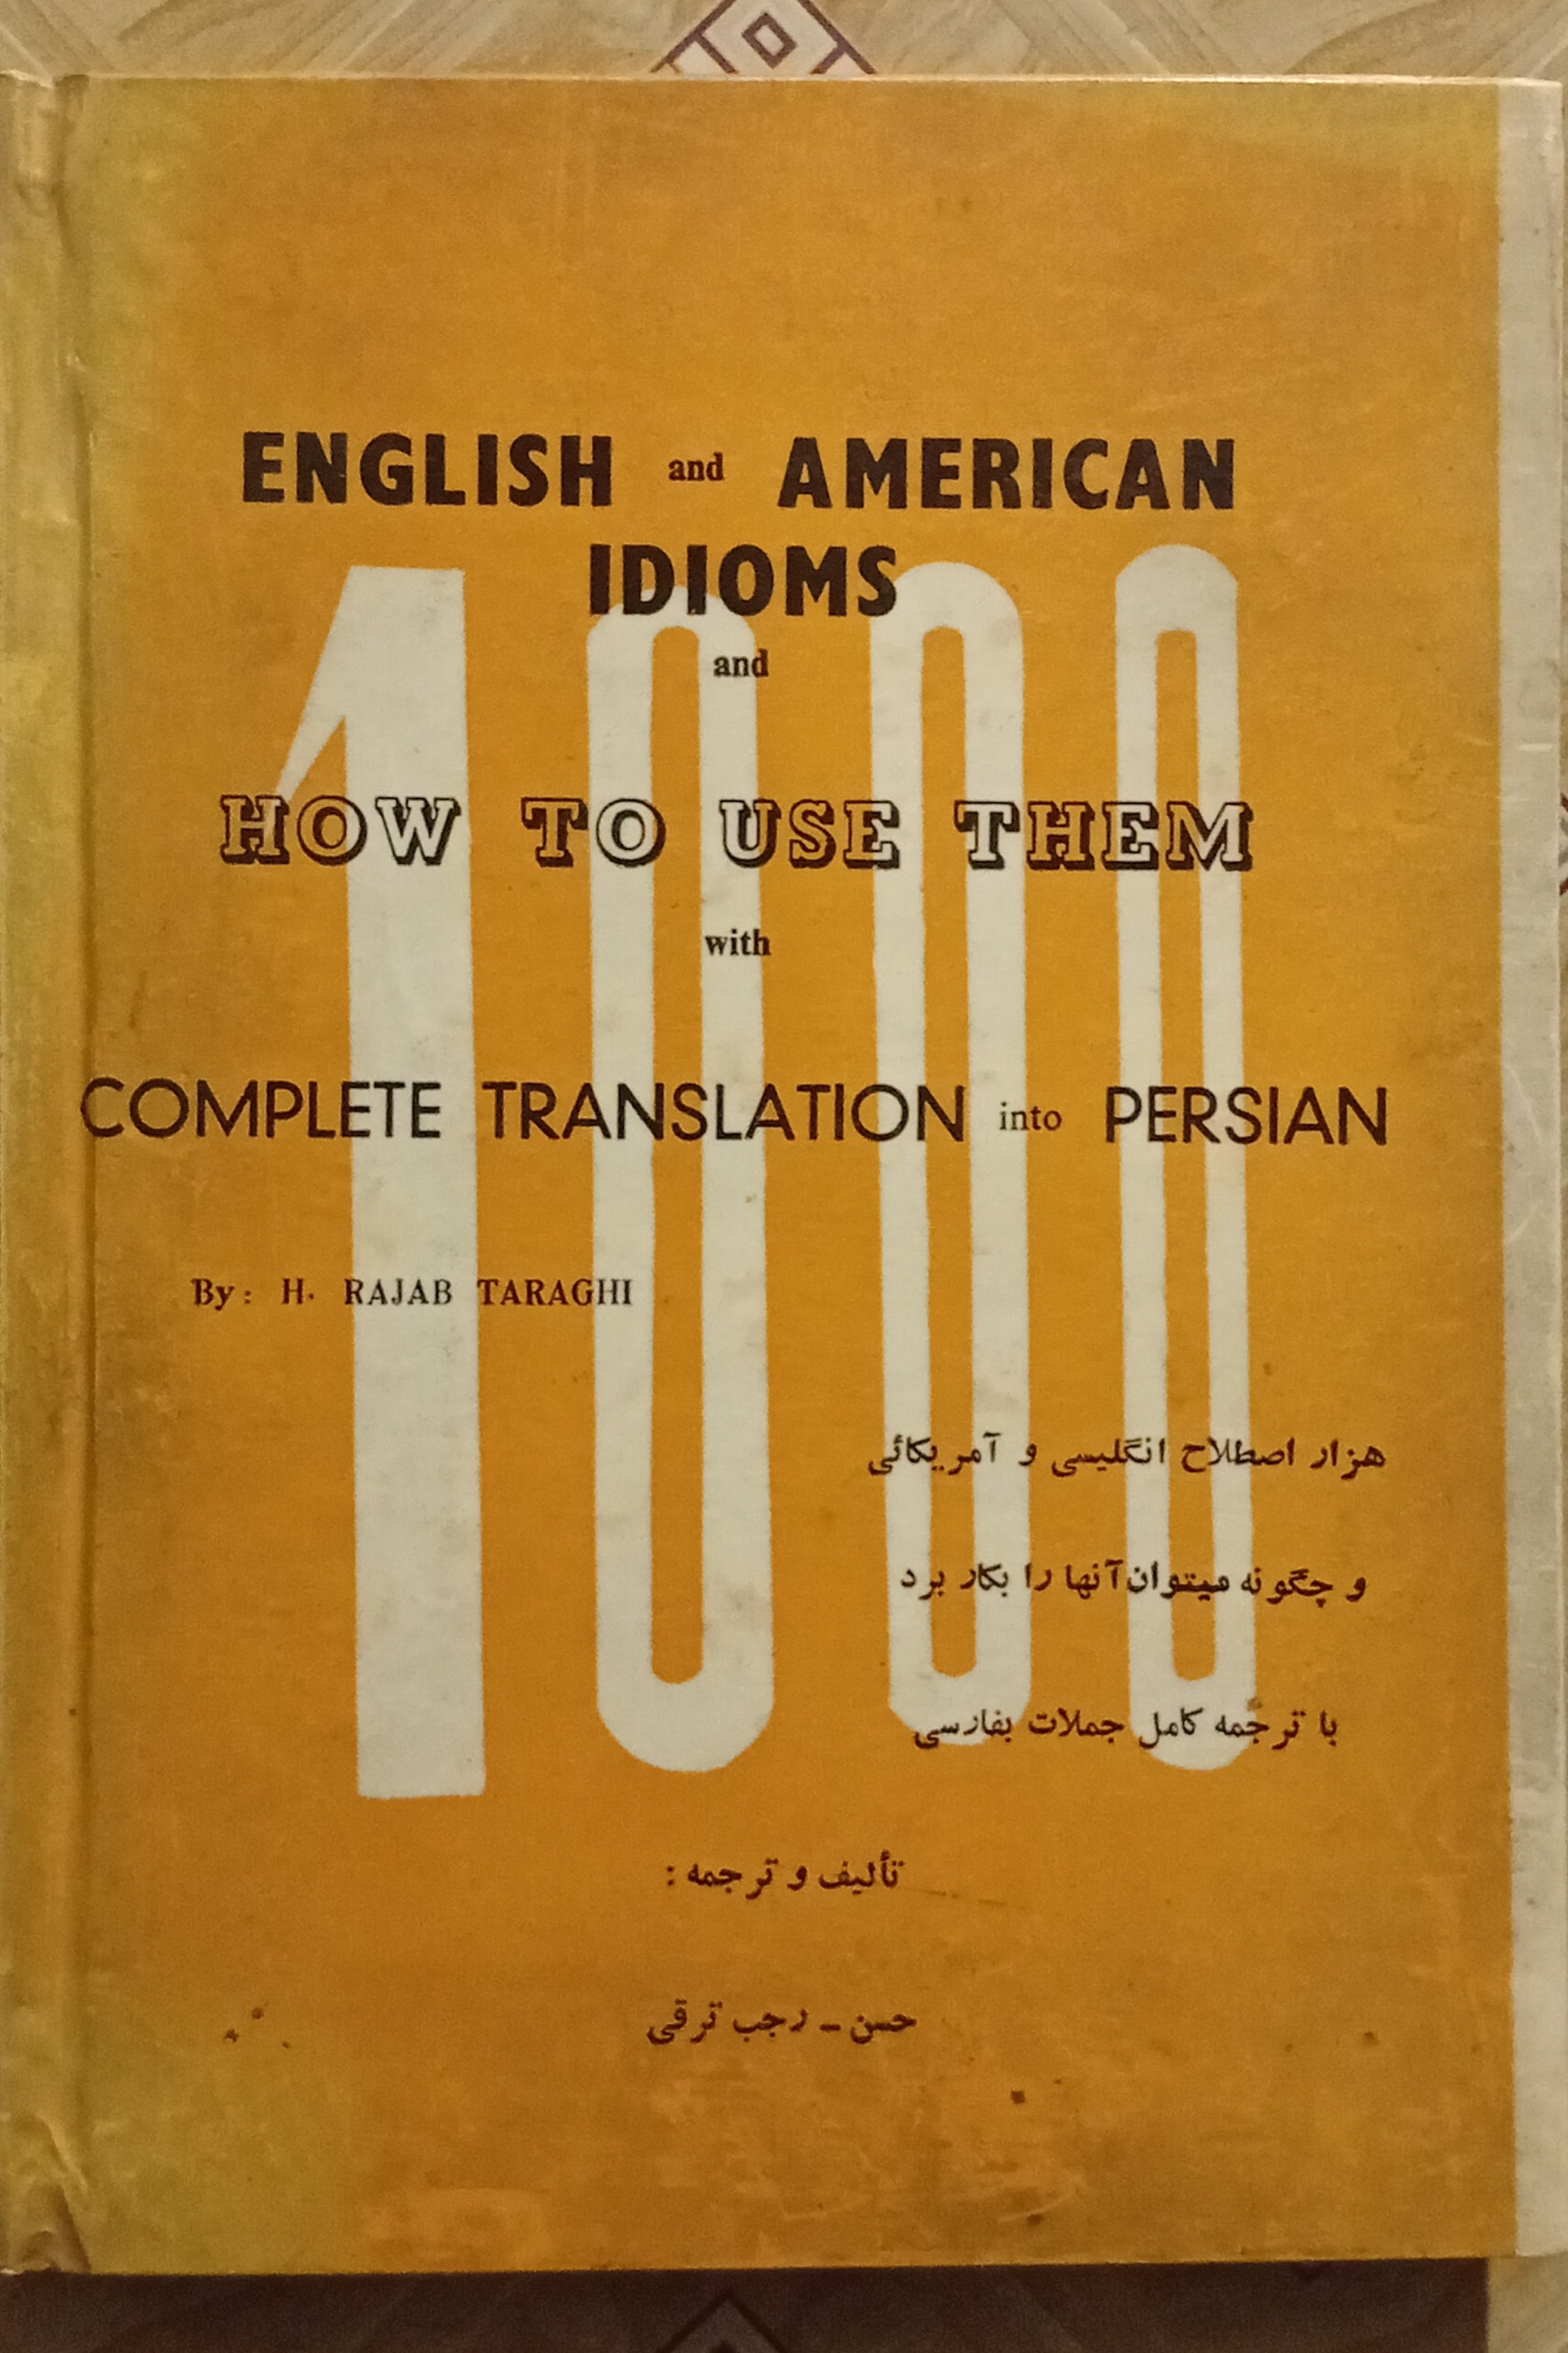 ENGLISH and AMERICAN
IDIOMS
and
1000
HOW TO USE THEM
with
COMPLETE TRANSLATION into PERSIAN
By: H. RAJAB TARAGHI
هزار اصطلاح انگلیسی و آمریکائی
و چگونه میتوان آنها را بکار برد
با ترجمه کامل جملات بفارسی
تألیف و ترجمه :
حسن - رجب ترقی